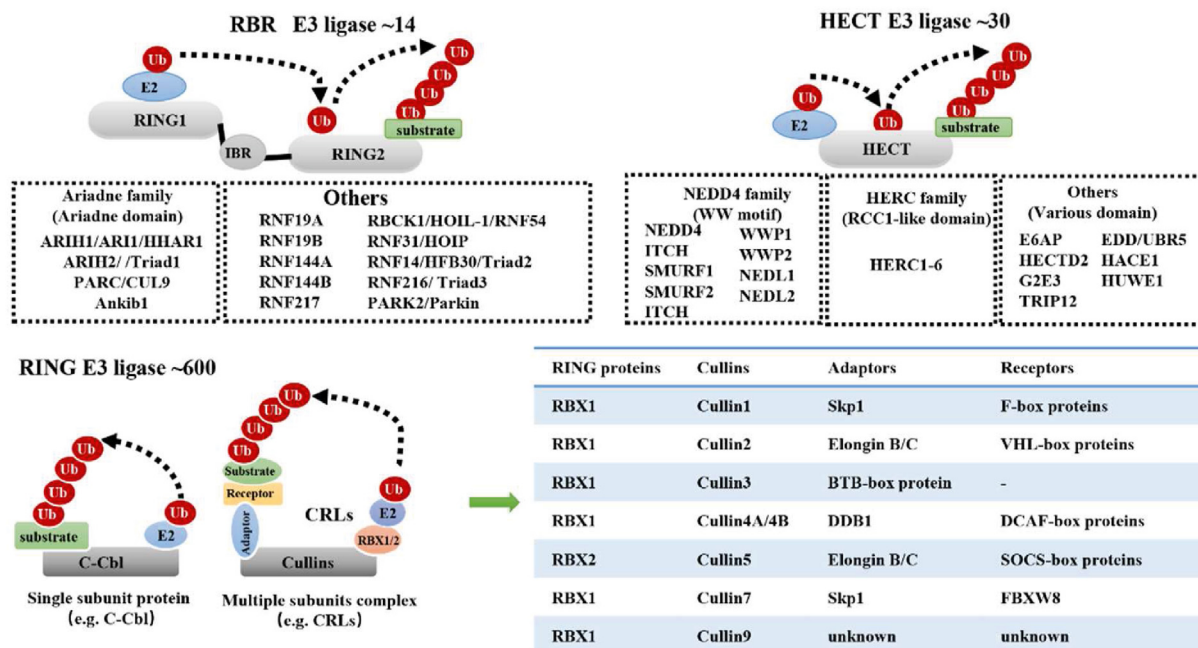 RBR E3 ligase ~14
Ub
Ub
Ub
Ub
Ub
Ub
E2
RING1
IBR
RING2
substrate
Ariadne family
(Ariadne domain)
ARIH1/ARI1/HHAR1
ARIH2/ /Triad1
PARC/CUL9
Ankib1
Others
RNF19A RBCK1/HOIL-1/RNF54
RNF19B RNF31/HOIP
RNF144A RNF14/HFB30/Triad2
RNF144B RNF216/ Triad3
RNF217 PARK2/Parkin
HECT E3 ligase ~30
Ub
Ub
Ub
Ub
Ub
Ub
E2
substrate
HECT
NEDD4 family
(WW motif)
NEDD4 WWP1
ITCH WWP2
SMURF1 NEDL1
SMURF2 NEDL2
ITCH
HERC family
(RCC1-like domain)
HERC1-6
Others
(Various domain)
E6AP EDD/UBR5
HECTD2 HACE1
G2E3 HUWE1
TRIP12
RING E3 ligase ~600
Ub
Ub
Ub
Ub
Ub
substrate
E2
C-Cbl
Single subunit protein
(e.g. C-Cbl)
Ub
Ub
Ub
Ub
Substrate
Receptor
Adaptor
CRLs
Ub
E2
RBX1/2
Cullins
Multiple subunits complex
(e.g. CRLs)
RING proteins Cullins Adaptors Receptors
RBX1 Cullin1 Skp1 F-box proteins
RBX1 Cullin2 Elongin B/C VHL-box proteins
RBX1 Cullin3 BTB-box protein -
RBX1 Cullin4A/4B DDB1 DCAF-box proteins
RBX2 Cullin5 Elongin B/C SOCS-box proteins
RBX1 Cullin7 Skp1 FBXW8
RBX1 Cullin9 unknown unknown